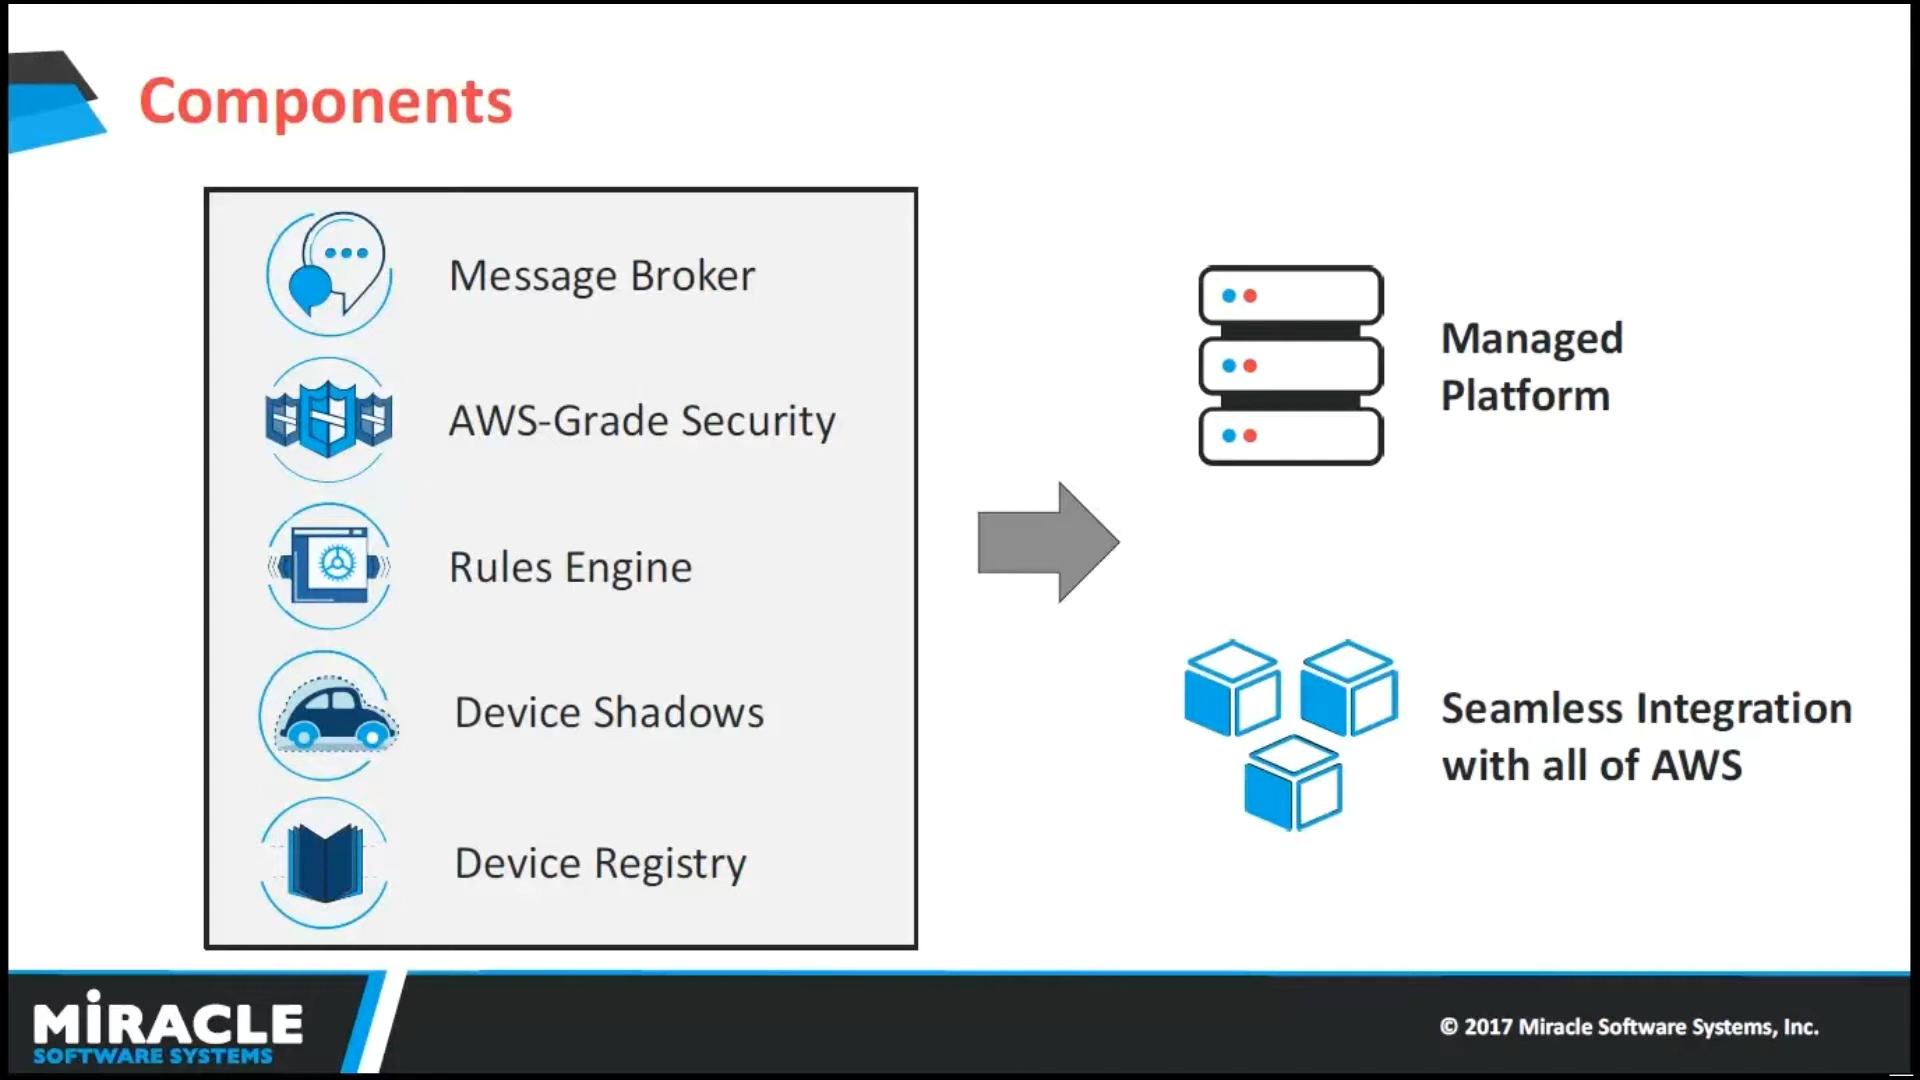 Components
Message Broker
AWS-Grade Security
Rules Engine
Device Shadows
Device Registry
Managed
Platform
Seamless Integration
with all of AWS
MiRACLE
SOFTWARE SYSTEMS
© 2017 Miracle Software Systems, Inc.